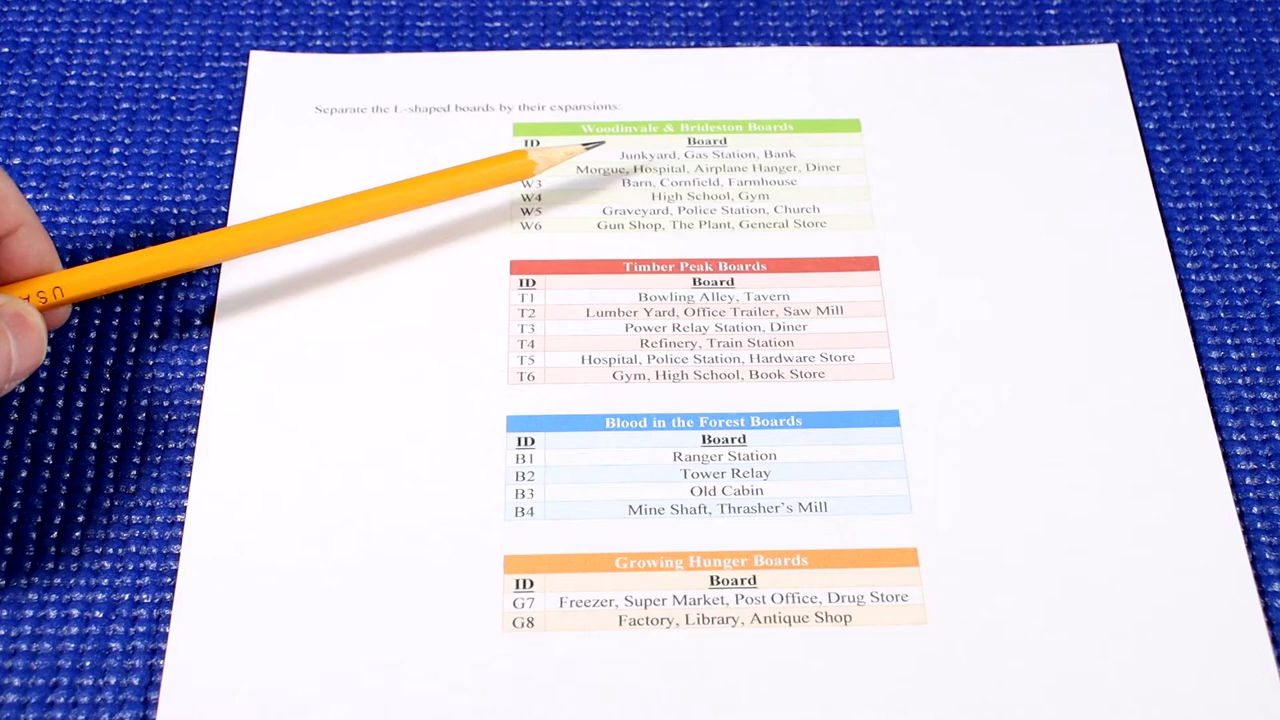 Separate the L-shaped boards by their expansions:
Woodinvale & Brideston Boards
ID Board
Junkyard, Gas Station, Bank
Morgue, Hospital, Airplane Hanger, Diner
W3 Barn, Cornfield, Farmhouse
W4 High School, Gym
W5 Graveyard, Police Station, Church
W6 Gun Shop, The Plant, General Store
Timber Peak Boards
ID Board
T1 Bowling Alley, Tavern
T2 Lumber Yard, Office Trailer, Saw Mill
T3 Power Relay Station, Diner
T4 Refinery, Train Station
T5 Hospital, Police Station, Hardware Store
T6 Gym, High School, Book Store
Blood in the Forest Boards
ID Board
B1 Ranger Station
B2 Tower Relay
B3 Old Cabin
B4 Mine Shaft, Thrasher's Mill
Growing Hunger Boards
ID Board
G7 Freezer, Super Market, Post Office, Drug Store
G8 Factory, Library, Antique Shop
USA